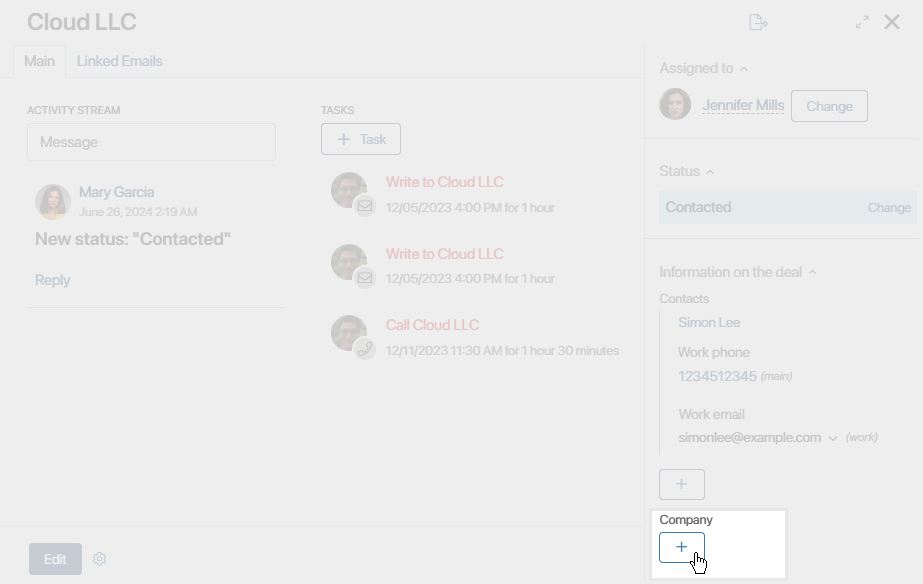 Cloud LLC
Main
Linked Emails
ACTIVITY STREAM
Message
Mary Garcia
June 26, 2024 2:19 AM
New status: "Contacted"
Reply
TASKS
+ Task
Write to Cloud LLC
12/05/2023 4:00 PM for 1 hour
Write to Cloud LLC
12/05/2023 4:00 PM for 1 hour
Call Cloud LLC
12/11/2023 11:30 AM for 1 hour 30 minutes
Edit
Assigned to
Jennifer Mills
Change
Status
Contacted
Change
Information on the deal
Contacts
Simon Lee
Work phone
1234512345 (main)
Work email
simonlee@example.com (work)
+
Company
+